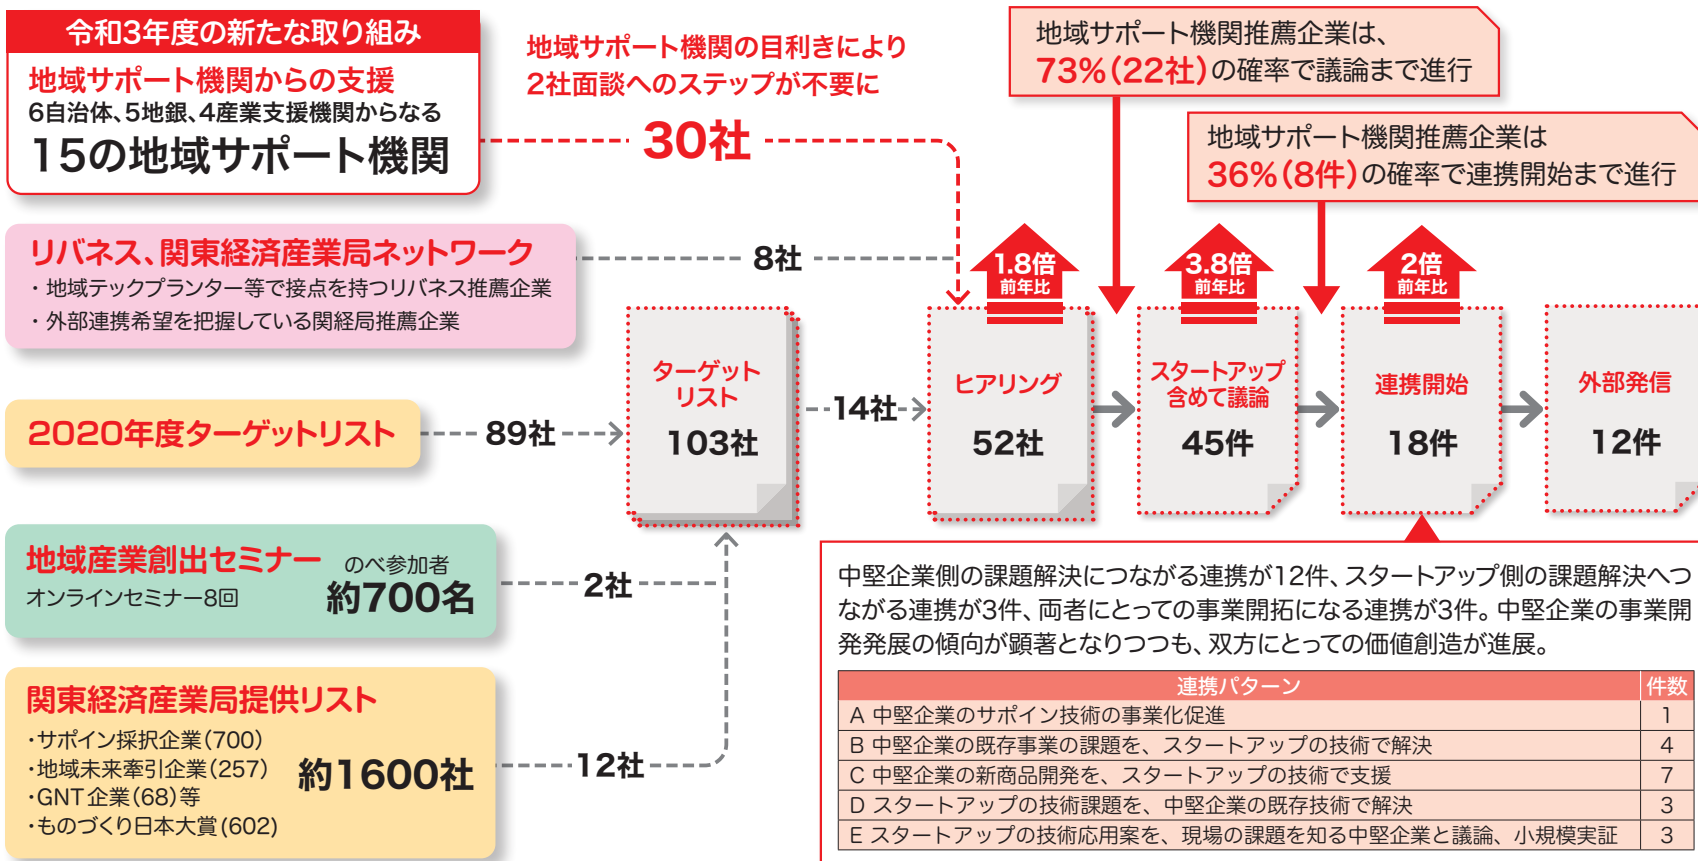 令和3年度の新たな取り組み
地域サポート機関からの支援
6自治体、5地銀、4産業支援機関からなる
15の地域サポート機関
地域サポート機関の目利きにより
2社面談へのステップが不要に
30社
地域サポート機関推薦企業は、
73%(22社)の確率で議論まで進行
地域サポート機関推薦企業は
36%(8件)の確率で連携開始まで進行
リバネス、関東経済産業局ネットワーク
・地域テックプランター等で接点を持つリバネス推薦企業
・外部連携希望を把握している関経局推薦企業
8社
1.8倍
前年比
3.8倍
前年比
2倍
前年比
2020年度ターゲットリスト
89社
ターゲット
リスト
103社
14社
ヒアリング
52社
スタートアップ
含めて議論
45件
連携開始
18件
外部発信
12件
地域産業創出セミナー
オンラインセミナー8回
のべ参加者
約700名
2社
関東経済産業局提供リスト
・サポイン採択企業(700)
・地域未来牽引企業(257)
・GNT企業(68)等
・ものづくり日本大賞(602)
約1600社
12社
中堅企業側の課題解決につながる連携が12件、スタートアップ側の課題解決へつ
ながる連携が3件、両者にとっての事業開拓になる連携が3件。中堅企業の事業開
発発展の傾向が顕著となりつつも、双方にとっての価値創造が進展。
連携パターン 件数
A 中堅企業のサポイン技術の事業化促進 1
B 中堅企業の既存事業の課題を、スタートアップの技術で解決 4
C 中堅企業の新商品開発を、スタートアップの技術で支援 7
D スタートアップの技術課題を、中堅企業の既存技術で解決 3
E スタートアップの技術応用案を、現場の課題を知る中堅企業と議論、小規模実証 3